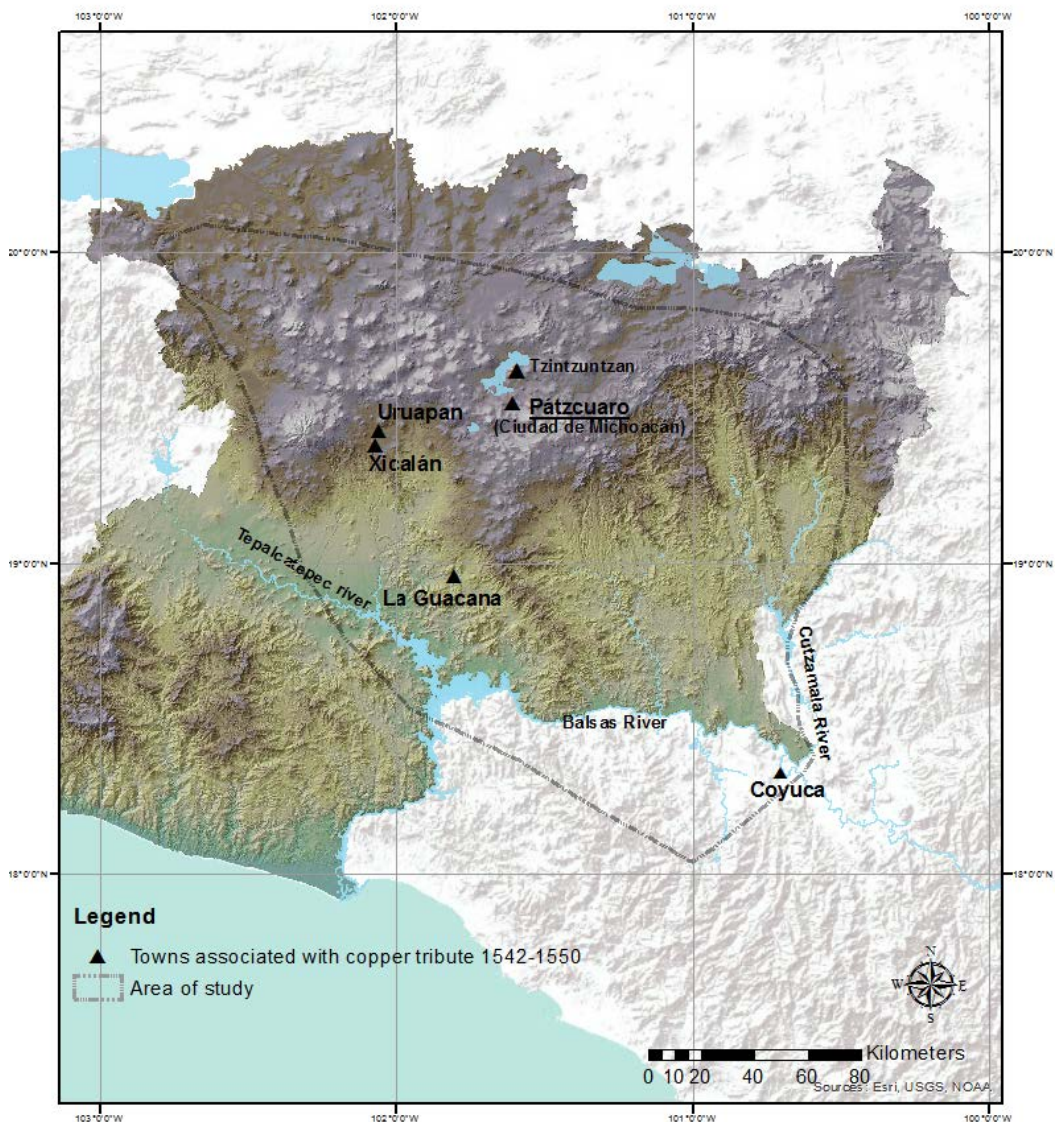 103°0'0"W 102°0'0"W 101°0'0"W 100°0'0"W
20°0'0"N 20°0'0"N
Tzintzuntzan
Pátzcuaro
(Ciudad de Michoacán)
Uruapan
Xicalán
Tepalcatepec river
19°0'0"N 19°0'0"N
La Guacana
Cutzamala River
Balsas River
Coyuca
18°0'0"N 18°0'0"N
Legend
Towns associated with copper tribute 1542-1550
Area of study
N
W E
S
Kilometers
0 10 20 40 60 80
Sources: Esri, USGS, NOAA
103°0'0"W 102°0'0"W 101°0'0"W 100°0'0"W